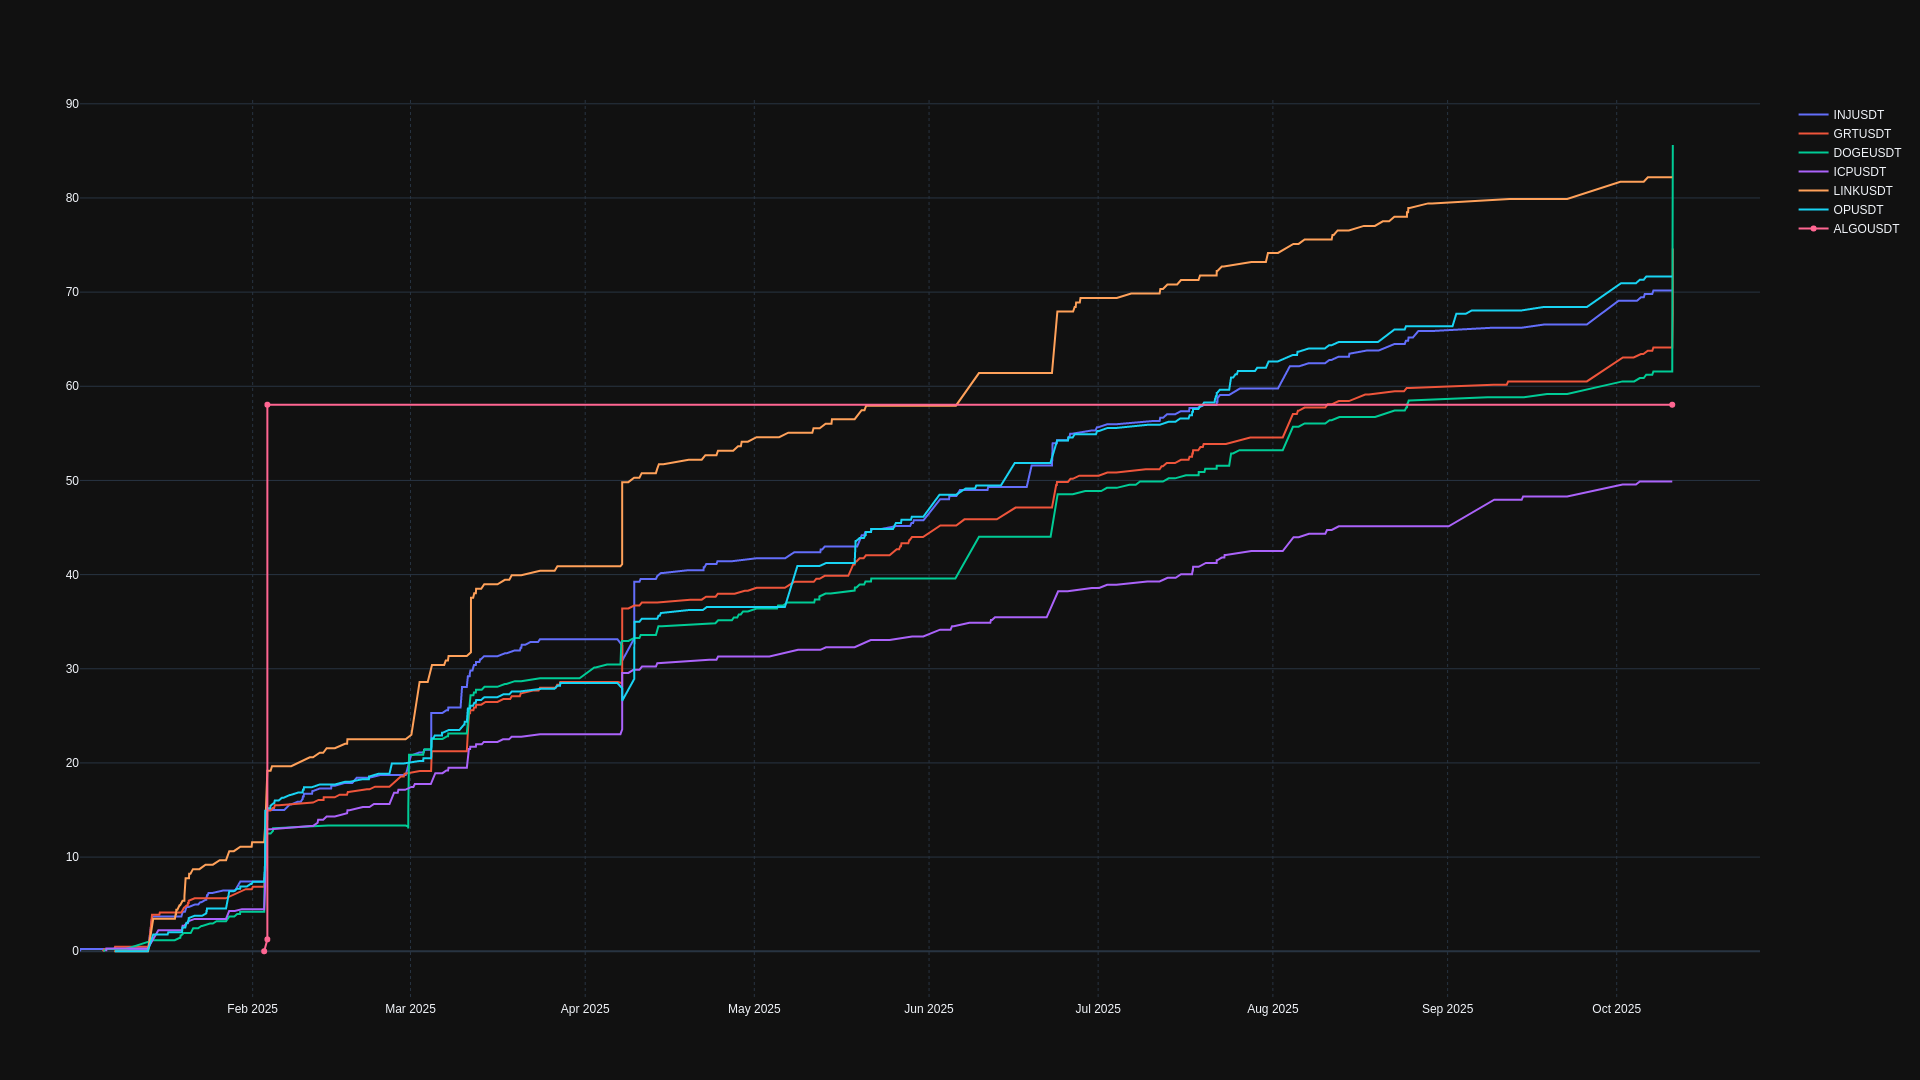 90
80
70
60
50
40
30
20
10
0
Feb 2025
Mar 2025
Apr 2025
May 2025
Jun 2025
Jul 2025
Aug 2025
Sep 2025
Oct 2025
INJUSDT
GRTUSDT
DOGEUSDT
ICPUSDT
LINKUSDT
OPUSDT
ALGOUSDT